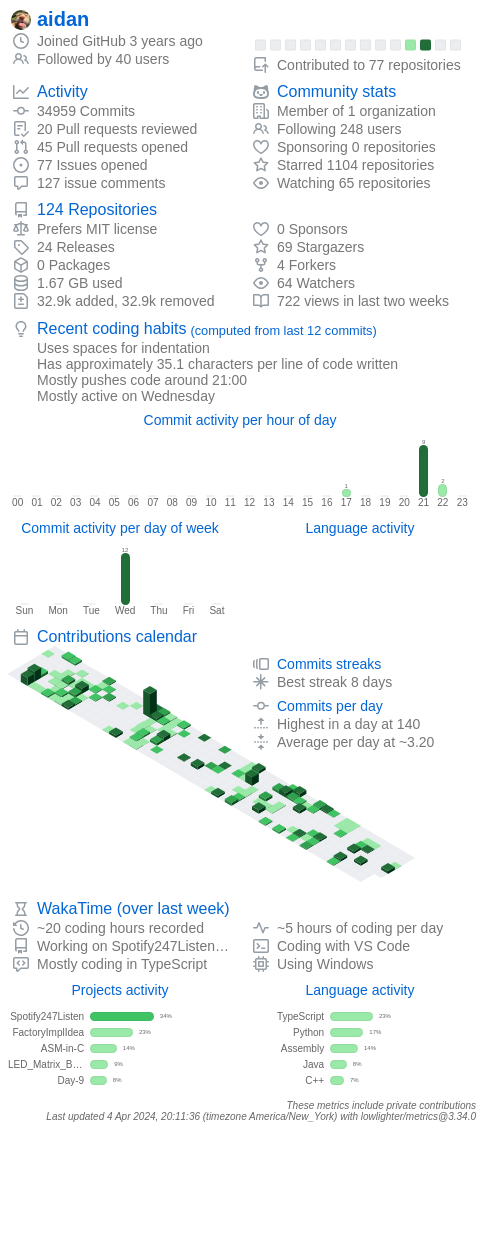 aidan
Joined GitHub 3 years ago
Followed by 40 users
Contributed to 77 repositories
Activity
34959 Commits
20 Pull requests reviewed
45 Pull requests opened
77 Issues opened
127 issue comments
Community stats
Member of 1 organization
Following 248 users
Sponsoring 0 repositories
Starred 1104 repositories
Watching 65 repositories
124 Repositories
Prefers MIT license
24 Releases
0 Packages
1.67 GB used
32.9k added, 32.9k removed
0 Sponsors
69 Stargazers
4 Forkers
64 Watchers
722 views in last two weeks
Recent coding habits (computed from last 12 commits)
Uses spaces for indentation
Has approximately 35.1 characters per line of code written
Mostly pushes code around 21:00
Mostly active on Wednesday
Commit activity per hour of day
1 9 2
00 01 02 03 04 05 06 07 08 09 10 11 12 13 14 15 16 17 18 19 20 21 22 23
Commit activity per day of week
12
Sun Mon Tue Wed Thu Fri Sat
Language activity
Contributions calendar
Commits streaks
Best streak 8 days
Commits per day
Highest in a day at 140
Average per day at ~3.20
WakaTime (over last week)
~20 coding hours recorded
Working on Spotify247Listen…
Mostly coding in TypeScript
~5 hours of coding per day
Coding with VS Code
Using Windows
Projects activity
Spotify247Listen 34%
FactoryImplIdea 23%
ASM-in-C 14%
LED_Matrix_B… 9%
Day-9 8%
Language activity
TypeScript 23%
Python 17%
Assembly 14%
Java 8%
C++ 7%
These metrics include private contributions
Last updated 4 Apr 2024, 20:11:36 (timezone America/New_York) with lowlighter/metrics@3.34.0